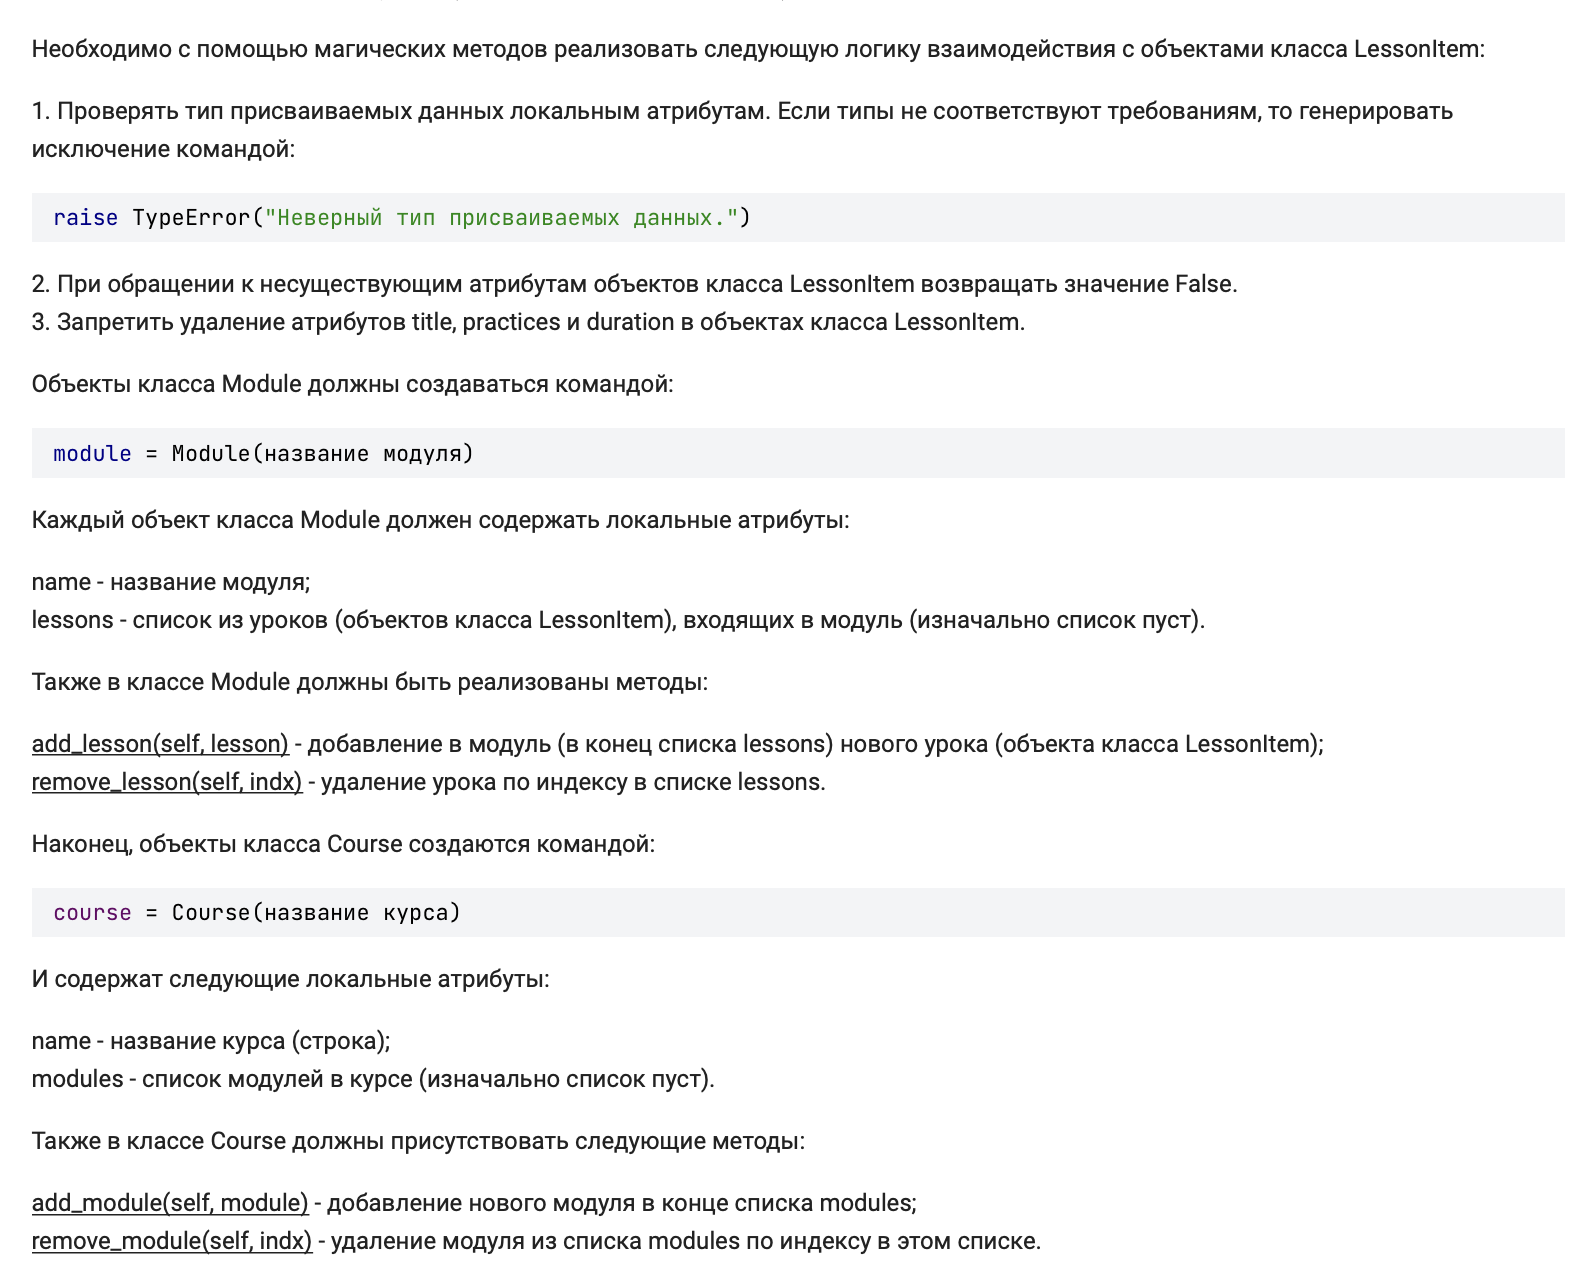 Необходимо с помощью магических методов реализовать следующую логику взаимодействия с объектами класса LessonItem:
1. Проверять тип присваиваемых данных локальным атрибутам. Если типы не соответствуют требованиям, то генерировать
исключение командой:
raise TypeError("Неверный тип присваиваемых данных.")
2. При обращении к несуществующим атрибутам объектов класса LessonItem возвращать значение False.
3. Запретить удаление атрибутов title, practices и duration в объектах класса LessonItem.
Объекты класса Module должны создаваться командой:
module = Module(название модуля)
Каждый объект класса Module должен содержать локальные атрибуты:
name - название модуля;
lessons - список из уроков (объектов класса LessonItem), входящих в модуль (изначально список пуст).
Также в классе Module должны быть реализованы методы:
add_lesson(self, lesson) - добавление в модуль (в конец списка lessons) нового урока (объекта класса LessonItem);
remove_lesson(self, indx) - удаление урока по индексу в списке lessons.
Наконец, объекты класса Course создаются командой:
course = Course(название курса)
И содержат следующие локальные атрибуты:
name - название курса (строка);
modules - список модулей в курсе (изначально список пуст).
Также в классе Course должны присутствовать следующие методы:
add_module(self, module) - добавление нового модуля в конце списка modules;
remove_module(self, indx) - удаление модуля из списка modules по индексу в этом списке.